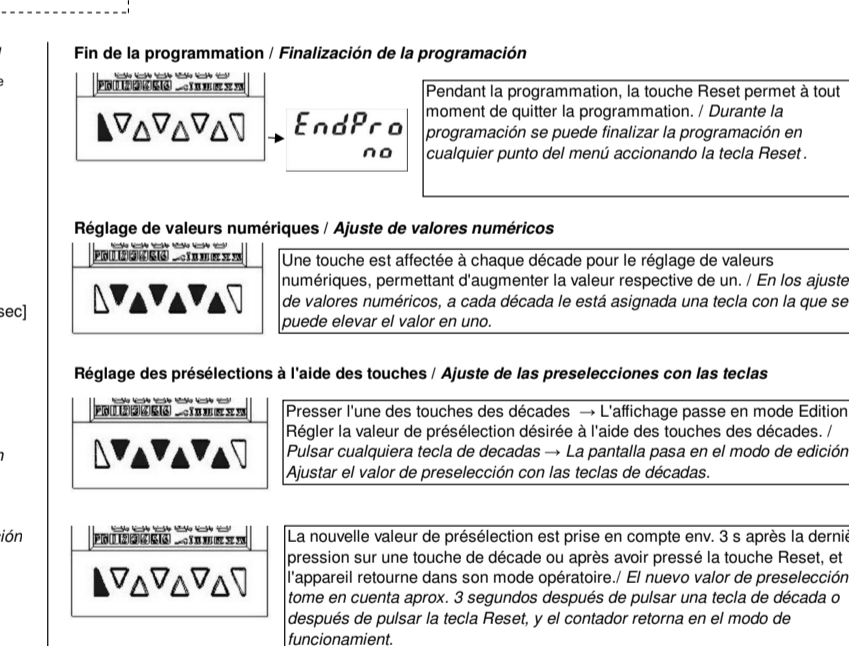 e
Fin de la programmation / Finalización de la programación
EndPro
no
Pendant la programmation, la touche Reset permet à tout
moment de quitter la programmation. / Durante la
programación se puede finalizar la programación en
cualquier punto del menú accionando la tecla Reset.
Réglage de valeurs numériques / Ajuste de valores numéricos
Une touche est affectée à chaque décade pour le réglage de valeurs
numériques, permettant d'augmenter la valeur respective de un. / En los ajuste
de valores numéricos, a cada década le está asignada una tecla con la que se
puede elevar el valor en uno.
sec]
Réglage des présélections à l'aide des touches / Ajuste de las preselecciones con las teclas
Presser l'une des touches des décades → L'affichage passe en mode Edition
Régler la valeur de présélection désirée à l'aide des touches des décades. /
Pulsar cualquiera tecla de decadas → La pantalla pasa en el modo de edición
Ajustar el valor de preselección con las teclas de décadas.
n
ción
La nouvelle valeur de présélection est prise en compte env. 3 s après la derniè
pression sur une touche de décade ou après avoir pressé la touche Reset, et
l'appareil retourne dans son mode opératoire./ El nuevo valor de preselección
tome en cuenta aprox. 3 segundos después de pulsar una tecla de década o
después de pulsar la tecla Reset, y el contador retorna en el modo de
funcionamient.